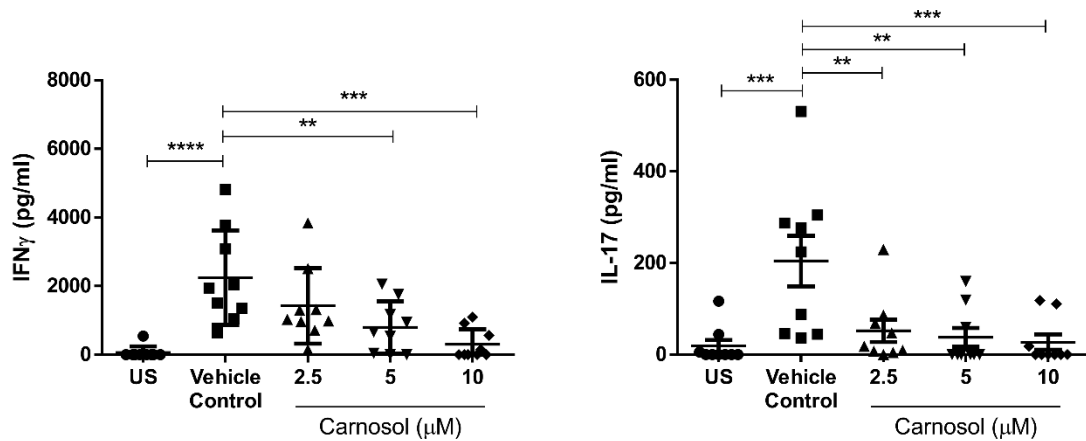 ***
****
**
8000
6000
4000
2000
0
IFNγ (pg/ml)
US
Vehicle
Control
2.5
5
10
Carnosol (μM)
***
**
***
**
600
400
200
0
IL-17 (pg/ml)
US
Vehicle
Control
2.5
5
10
Carnosol (μM)